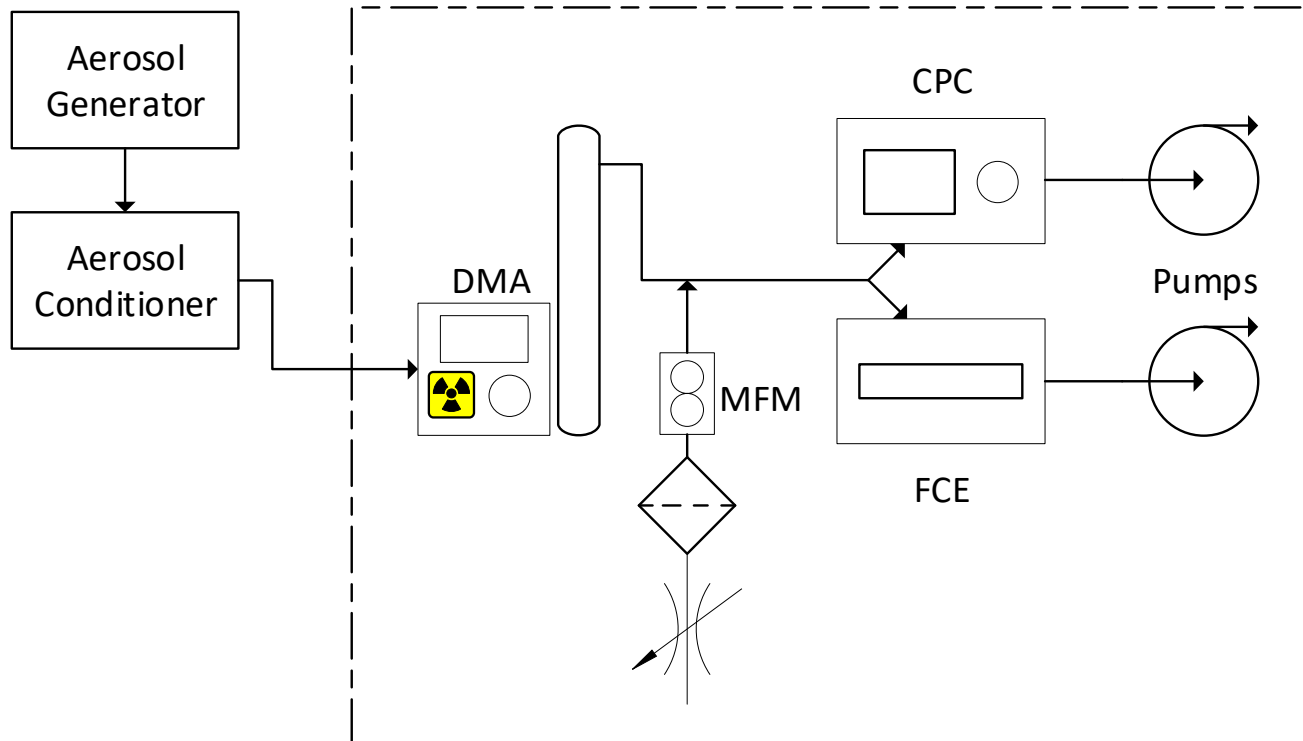 Aerosol
Generator
Aerosol
Conditioner
DMA
MFM
CPC
FCE
Pumps